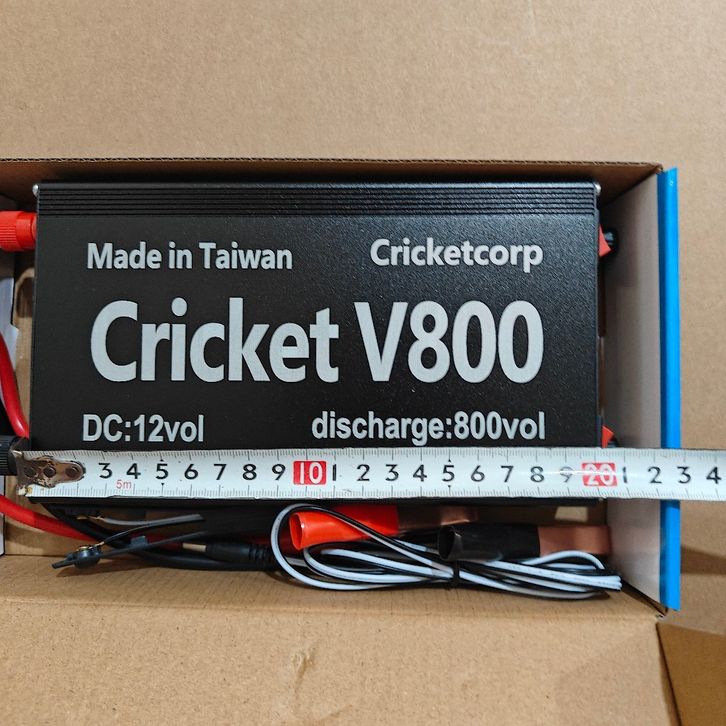 Made in Taiwan Cricketcorp
Cricket V800
DC:12vol discharge:800vol
3 4 5 6 7 8 9 10 1 2 3 4 5 6 7 8 9 20 1 2 3 4
5m